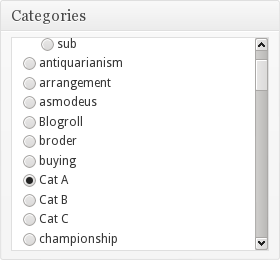 Categories
sub
antiquarianism
arrangement
asmodeus
Blogroll
broder
buying
Cat A
Cat B
Cat C
championship